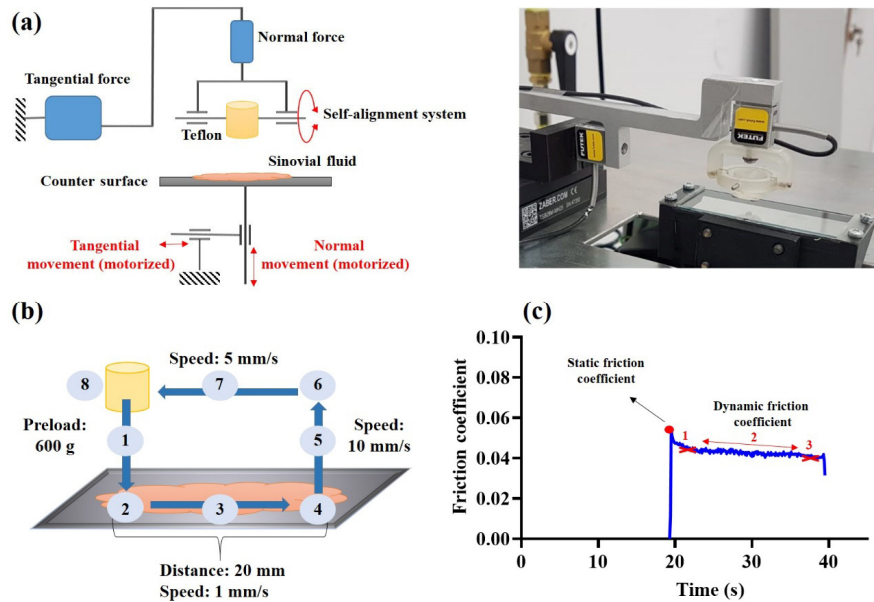 (a)
Normal force
Tangential force
Self-alignment system
Teflon
Sinovial fluid
Counter surface
Tangential
movement (motorized)
Normal
movement (motorized)
FUTEK
FUTEK
ZABER.COM
(b)
Speed: 5 mm/s
8
7
6
Preload:
600 g
1
5
Speed:
10 mm/s
2
3
4
Distance: 20 mm
Speed: 1 mm/s
(c)
Friction coefficient
0.10
0.08
0.06
0.04
0.02
0.00
Static friction
coefficient
Dynamic friction
coefficient
1
2
3
0
10
20
30
40
Time (s)